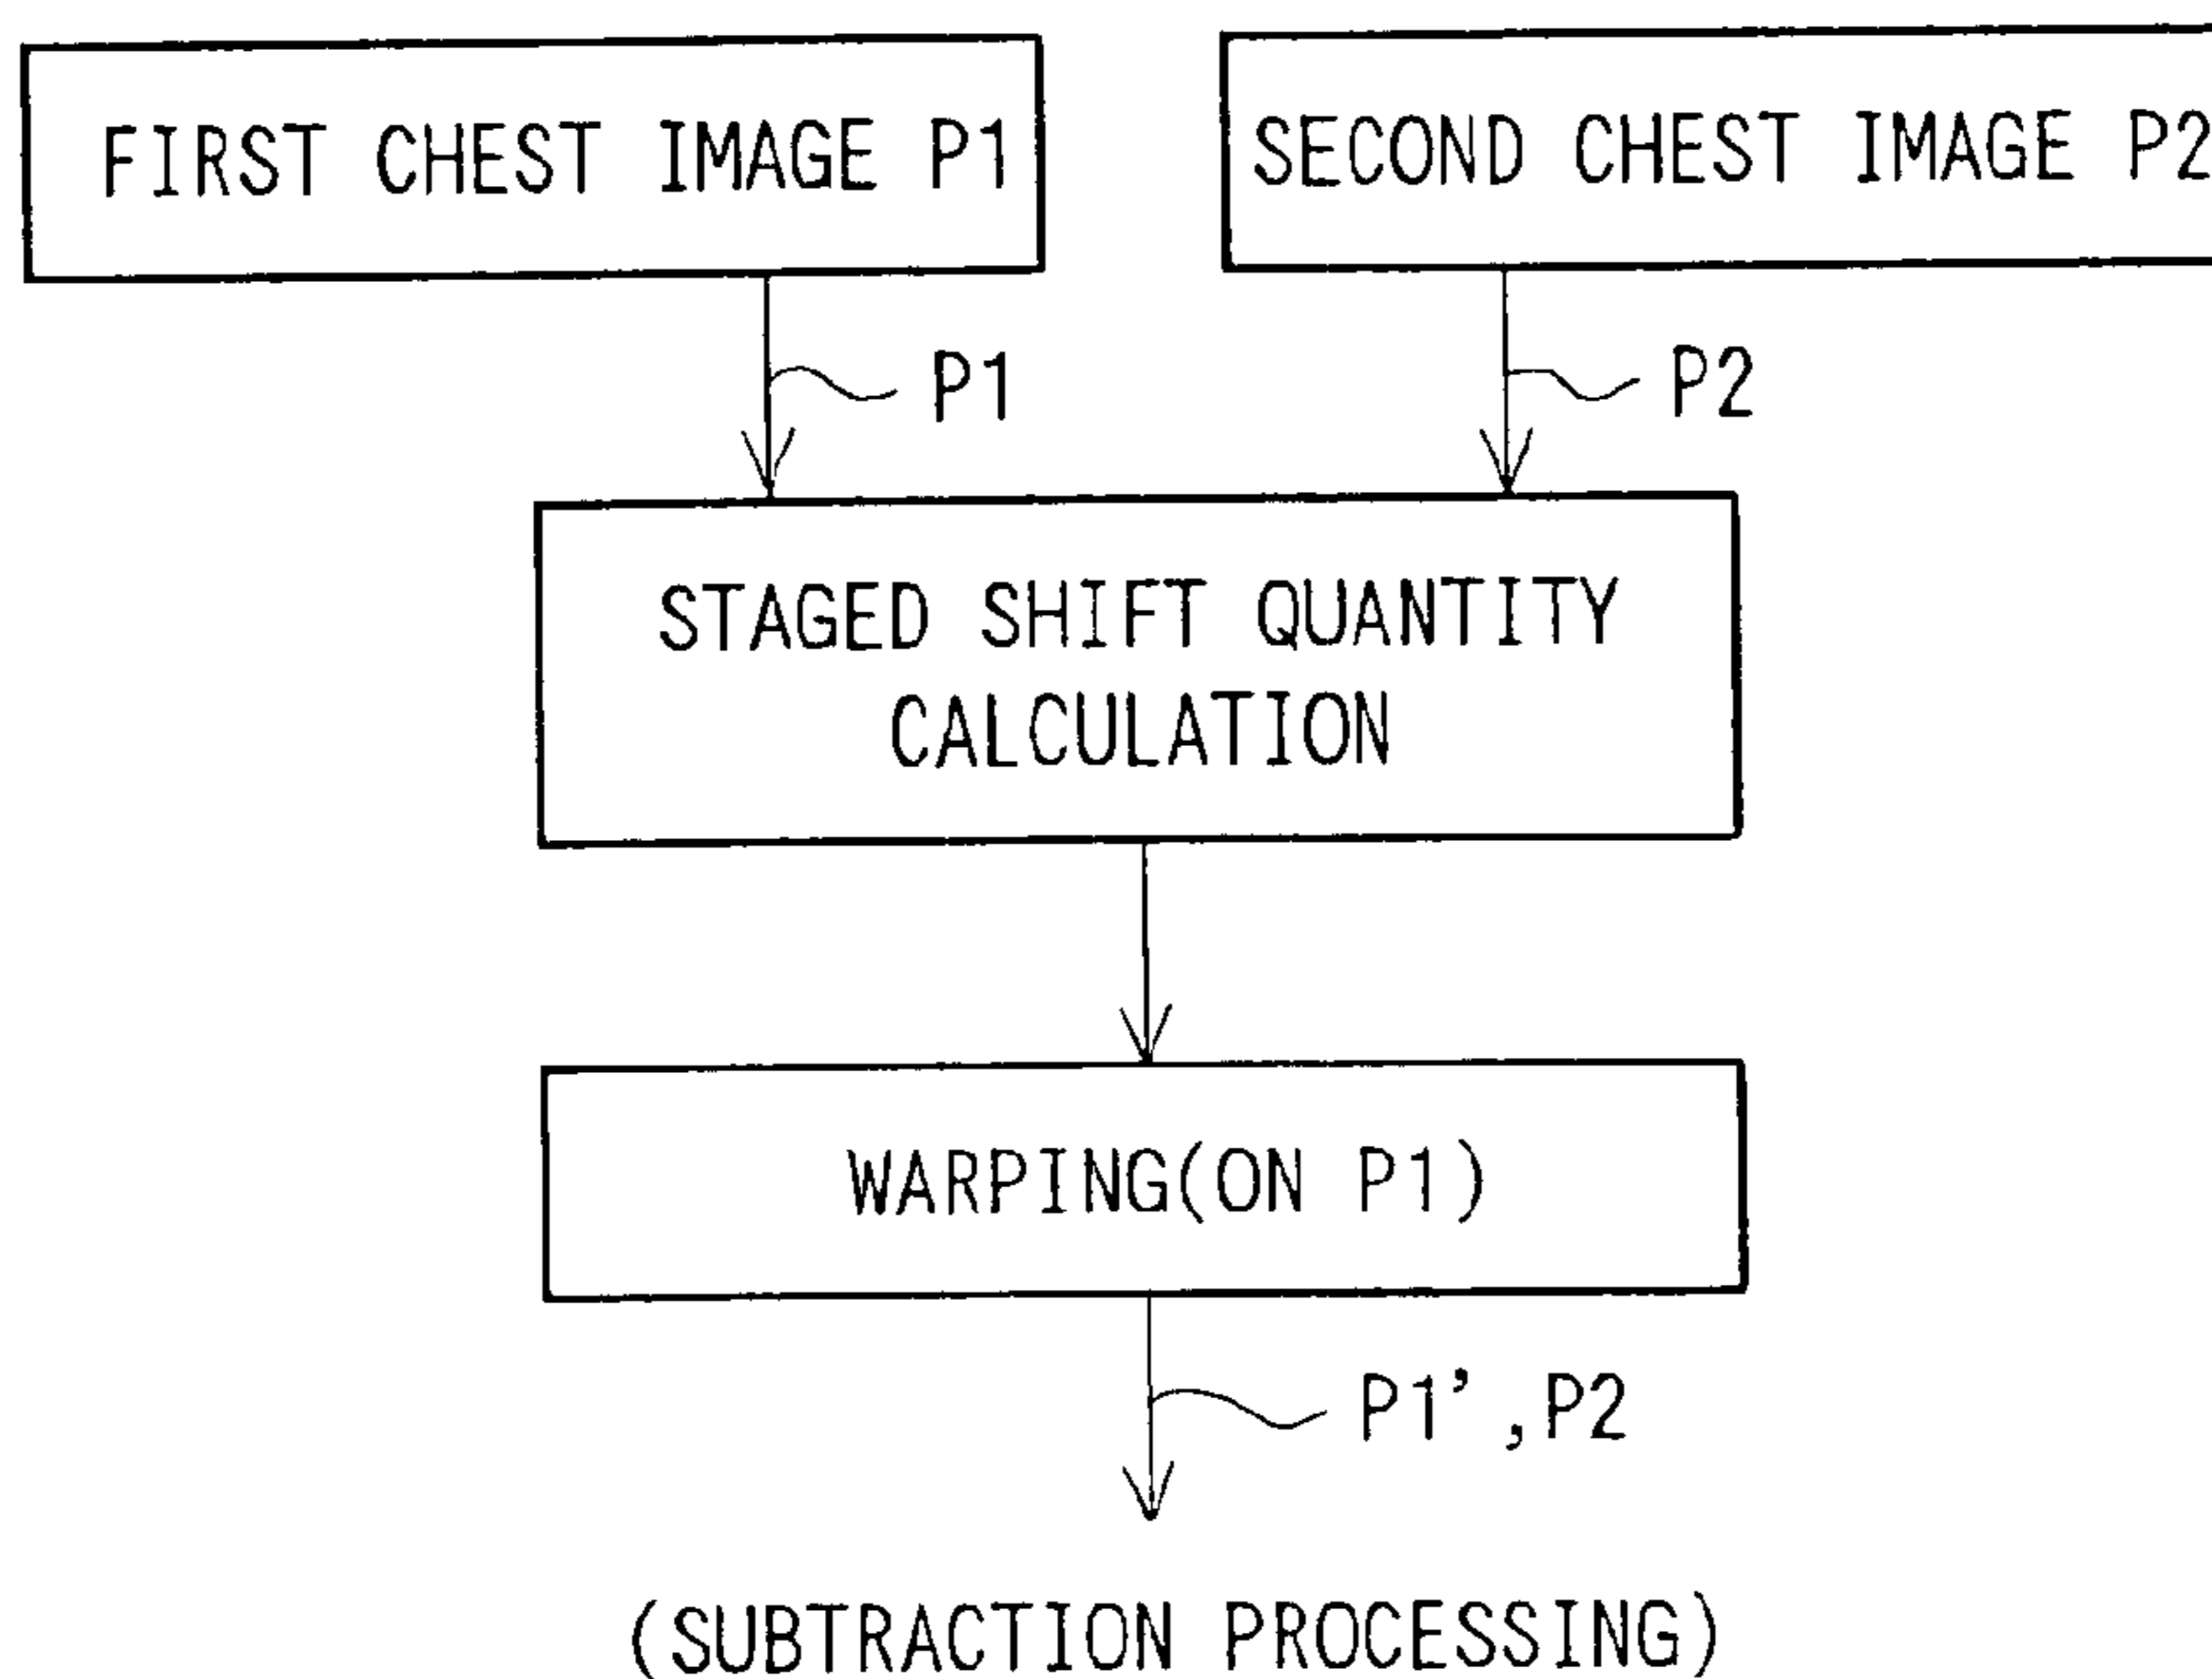 FIRST CHEST IMAGE P1
SECOND CHEST IMAGE P2
P1
P2
STAGED SHIFT QUANTITY
CALCULATION
WARPING(ON P1)
P1',P2
(SUBTRACTION PROCESSING)